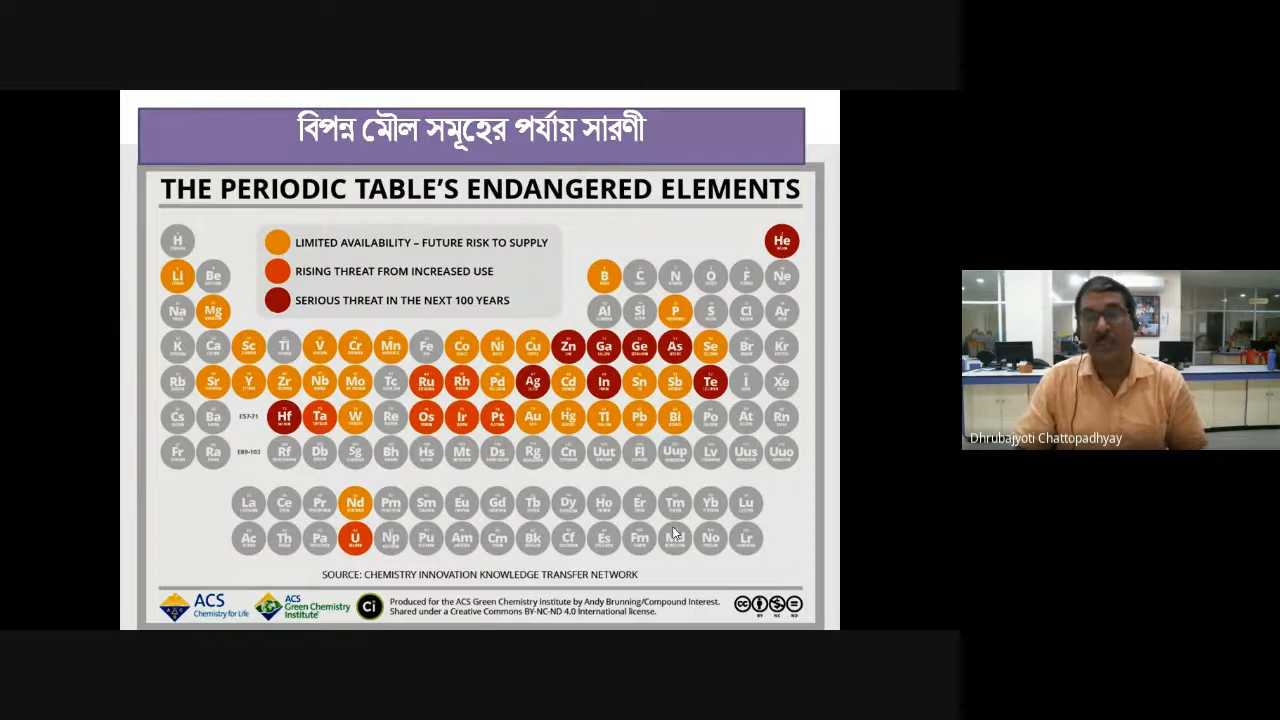 বিপন্ন মৌল সমূহের পর্যায় সারণী
THE PERIODIC TABLE'S ENDANGERED ELEMENTS
LIMITED AVAILABILITY – FUTURE RISK TO SUPPLY
RISING THREAT FROM INCREASED USE
SERIOUS THREAT IN THE NEXT 100 YEARS
H He
Li Be B C N O F Ne
Na Mg Al Si P S Cl Ar
K Ca Sc Ti V Cr Mn Fe Co Ni Cu Zn Ga Ge As Se Br Kr
Rb Sr Y Zr Nb Mo Tc Ru Rh Pd Ag Cd In Sn Sb Te I Xe
Cs Ba E57-71 Hf Ta W Re Os Ir Pt Au Hg Tl Pb Bi Po At Rn
Fr Ra E89-103 Rf Db Sg Bh Hs Mt Ds Rg Cn Uut Fl Uup Lv Uus Uuo
La Ce Pr Nd Pm Sm Eu Gd Tb Dy Ho Er Tm Yb Lu
Ac Th Pa U Np Pu Am Cm Bk Cf Es Fm No Lr
SOURCE: CHEMISTRY INNOVATION KNOWLEDGE TRANSFER NETWORK
ACS
Chemistry for Life
ACS
Green Chemistry
Institute
Ci
Produced for the ACS Green Chemistry Institute by Andy Brunning/Compound Interest.
Shared under a Creative Commons BY-NC-ND 4.0 International license.
BY NC ND
Dhrubajyoti Chattopadhyay